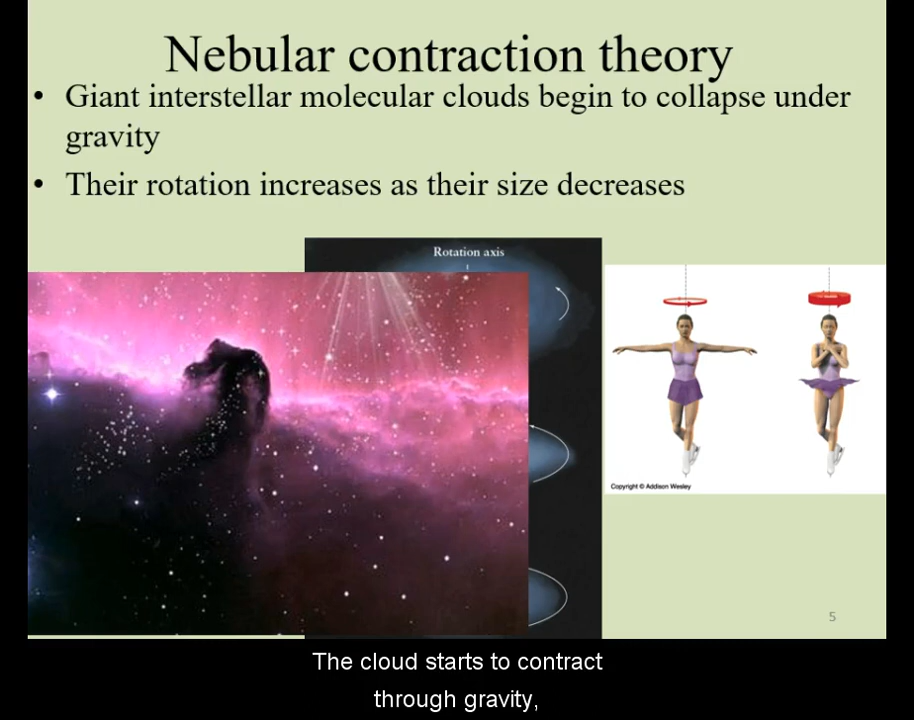 Nebular contraction theory
• Giant interstellar molecular clouds begin to collapse under
gravity
• Their rotation increases as their size decreases
Rotation axis
Copyright © Addison Wesley
5
The cloud starts to contract
through gravity,